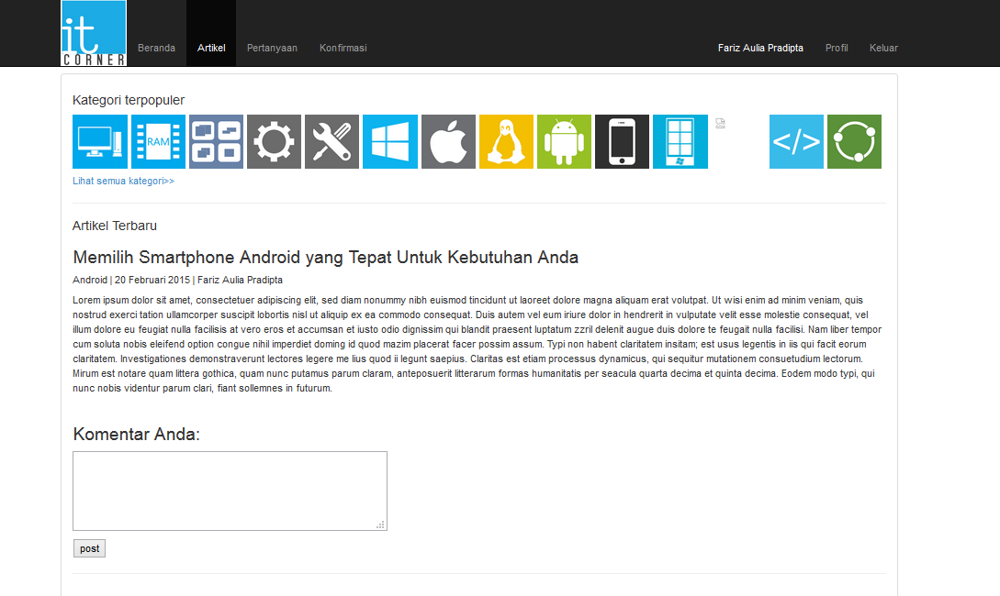 it
CORNER
Beranda Artikel Pertanyaan Konfirmasi Fariz Aulia Pradipta Profil Keluar
Kategori terpopuler
RAM
</>
Lihat semua kategori>>
Artikel Terbaru
Memilih Smartphone Android yang Tepat Untuk Kebutuhan Anda
Android | 20 Februari 2015 | Fariz Aulia Pradipta
Lorem ipsum dolor sit amet, consectetuer adipiscing elit, sed diam nonummy nibh euismod tincidunt ut laoreet dolore magna aliquam erat volutpat. Ut wisi enim ad minim veniam, quis
nostrud exerci tation ullamcorper suscipit lobortis nisl ut aliquip ex ea commodo consequat. Duis autem vel eum iriure dolor in hendrerit in vulputate velit esse molestie consequat, vel
illum dolore eu feugiat nulla facilisis at vero eros et accumsan et iusto odio dignissim qui blandit praesent luptatum zzril delenit augue duis dolore te feugait nulla facilisi. Nam liber tempor
cum soluta nobis eleifend option congue nihil imperdiet doming id quod mazim placerat facer possim assum. Typi non habent claritatem insitam; est usus legentis in iis qui facit eorum
claritatem. Investigationes demonstraverunt lectores legere me lius quod ii legunt saepius. Claritas est etiam processus dynamicus, qui sequitur mutationem consuetudium lectorum.
Mirum est notare quam littera gothica, quam nunc putamus parum claram, anteposuerit litterarum formas humanitatis per seacula quarta decima et quinta decima. Eodem modo typi, qui
nunc nobis videntur parum clari, fiant sollemnes in futurum.
Komentar Anda:
post